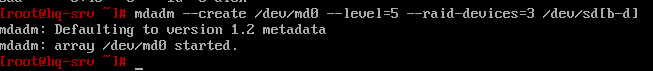 [root@hq-srv ~]# mdadm --create /dev/md0 --level=5 --raid-devices=3 /dev/sd[b-d]
mdadm: Defaulting to version 1.2 metadata
mdadm: array /dev/md0 started.
[root@hq-srv ~]# _